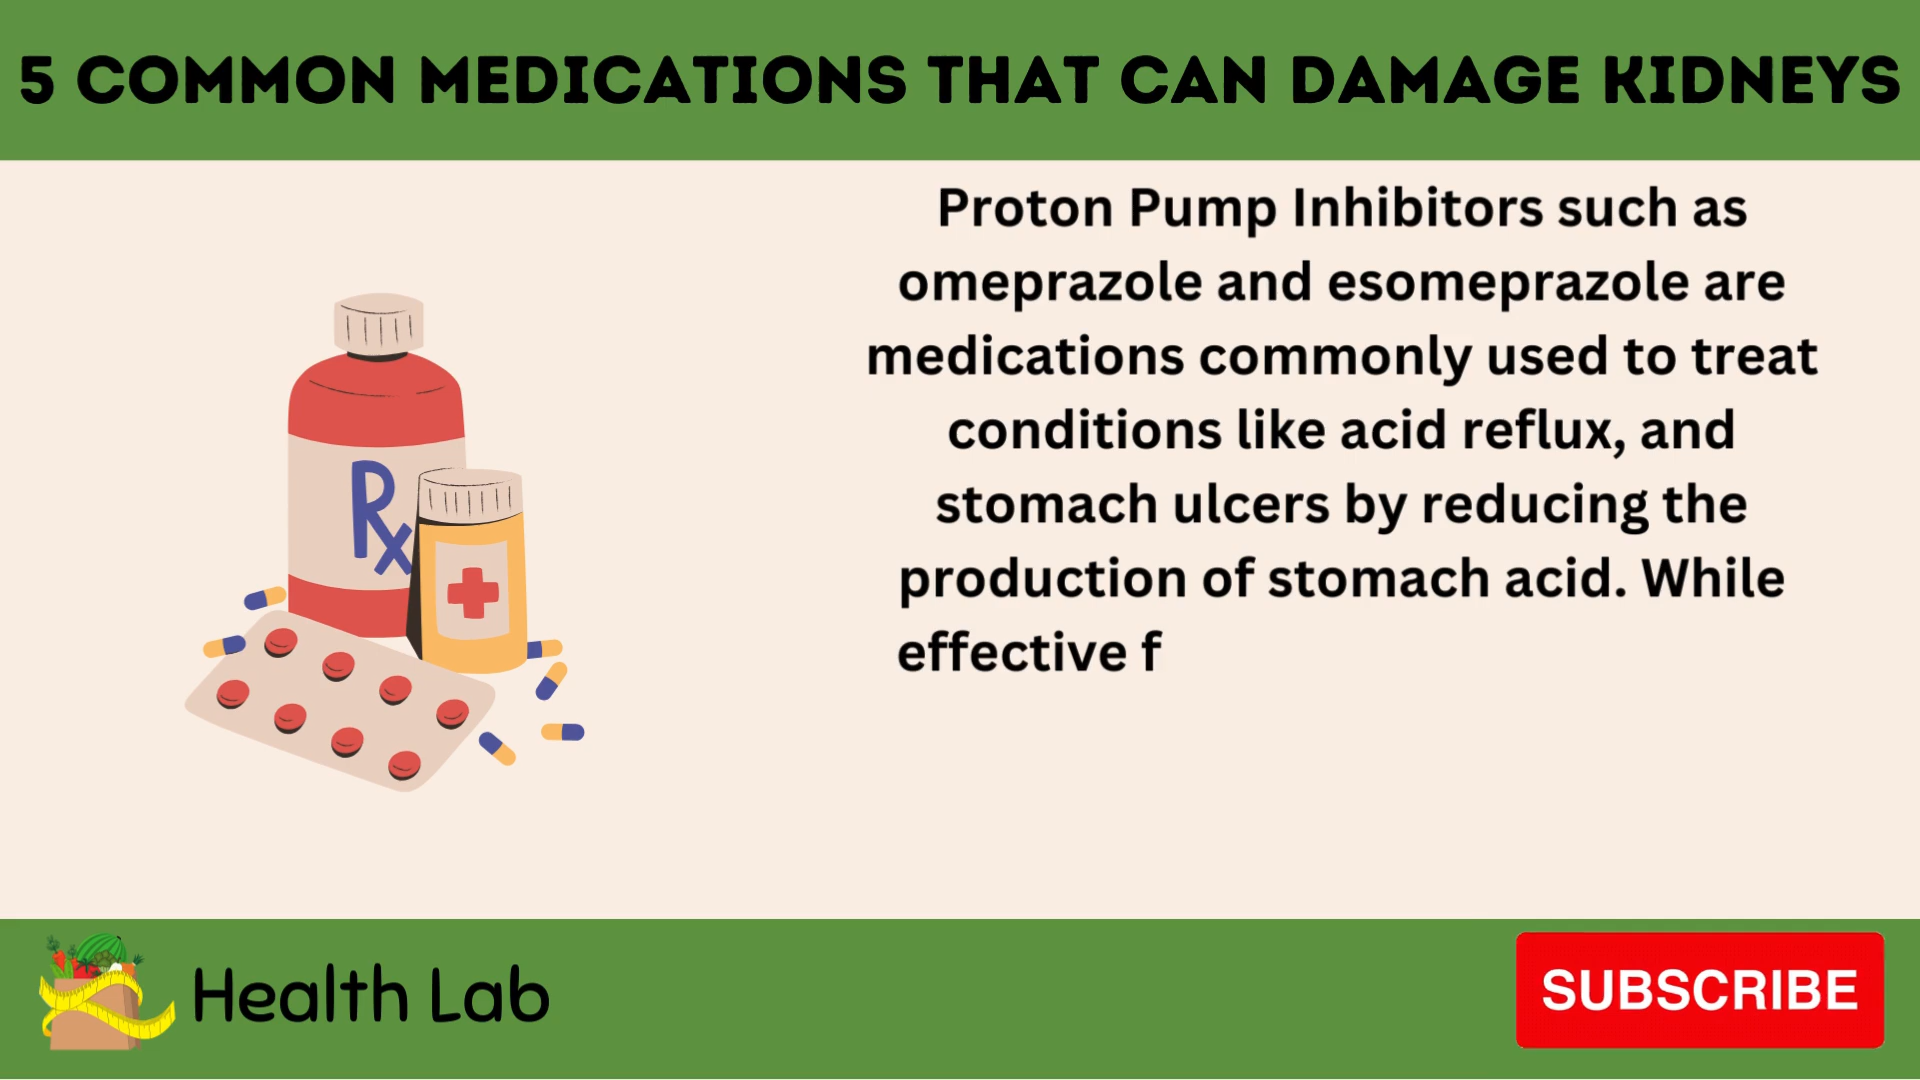 5 COMMON MEDICATIONS THAT CAN DAMAGE KIDNEYS
Proton Pump Inhibitors such as
omeprazole and esomeprazole are
medications commonly used to treat
conditions like acid reflux, and
stomach ulcers by reducing the
production of stomach acid. While
effective f
Rx
Health Lab
SUBSCRIBE